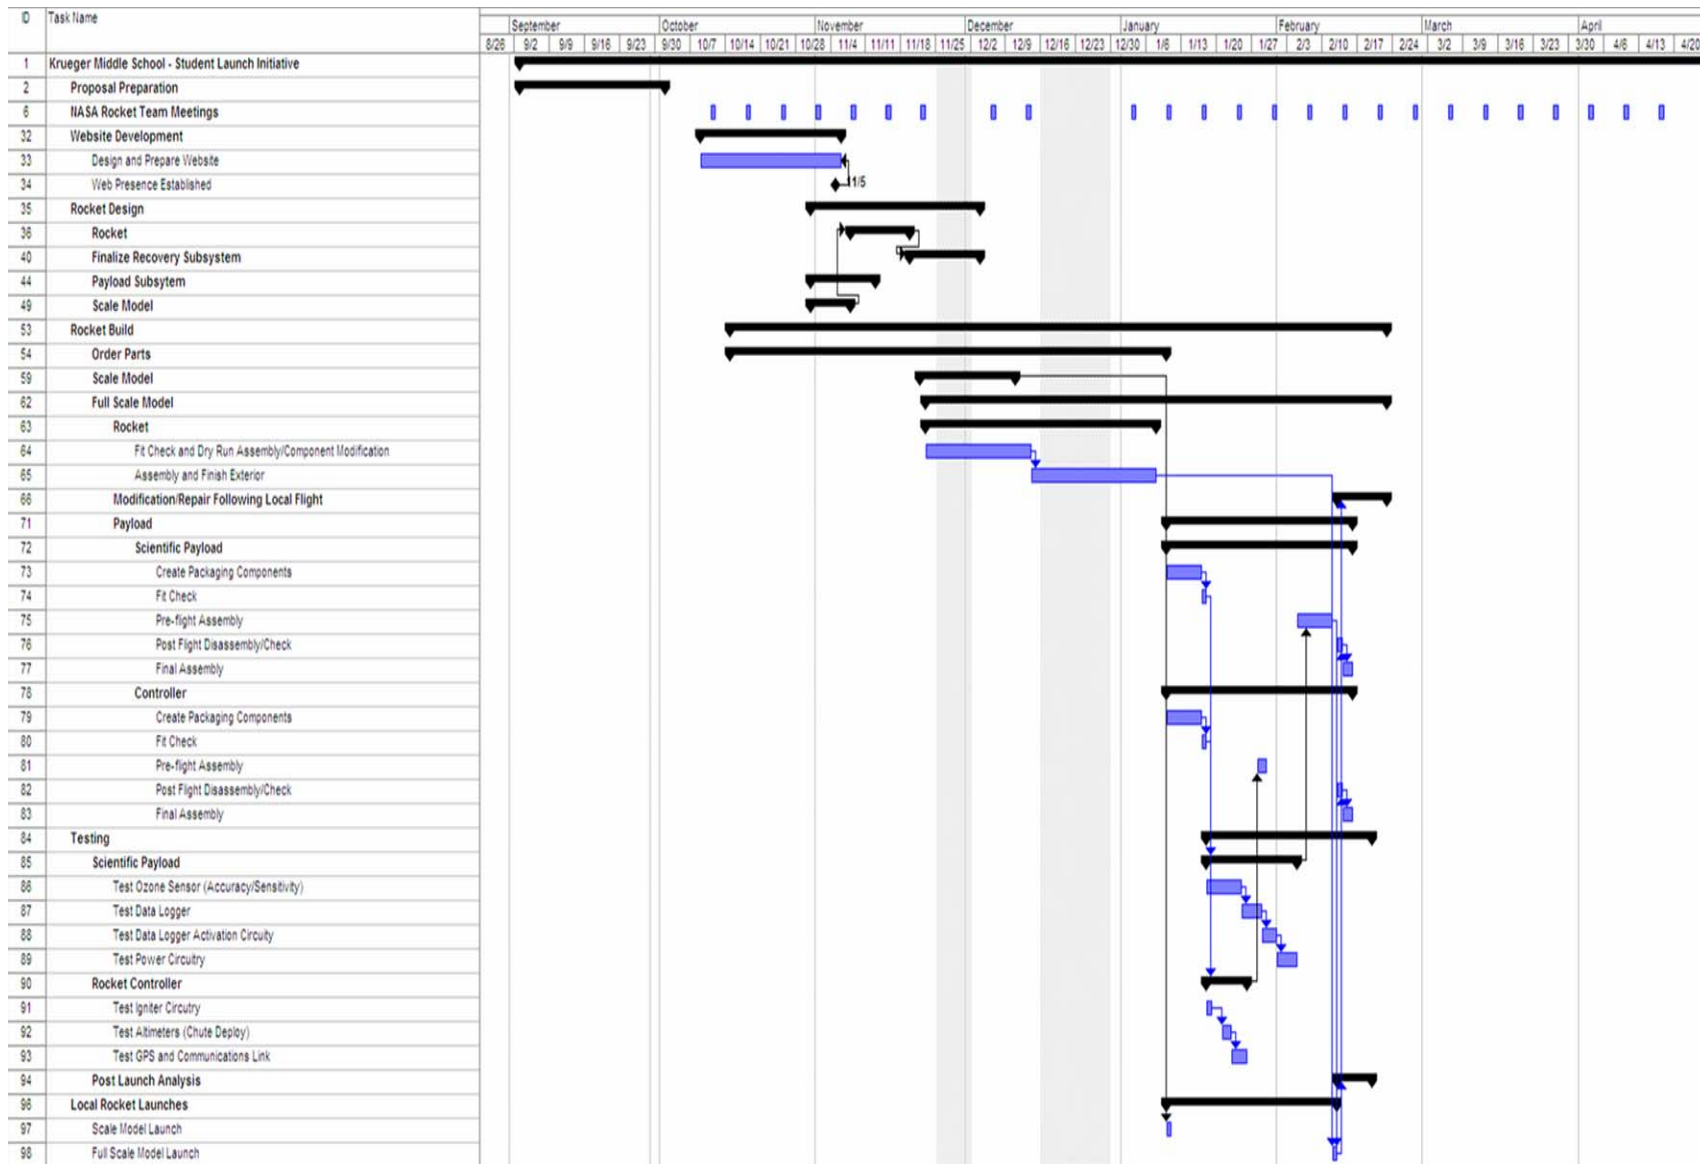 ID Task Name
September October November December January February March April
8/26 9/2 9/9 9/16 9/23 9/30 10/7 10/14 10/21 10/28 11/4 11/11 11/18 11/25 12/2 12/9 12/16 12/23 12/30 1/6 1/13 1/20 1/27 2/3 2/10 2/17 2/24 3/2 3/9 3/16 3/23 3/30 4/6 4/13 4/20
1 Krueger Middle School - Student Launch Initiative
2 Proposal Preparation
6 NASA Rocket Team Meetings
32 Website Development
33 Design and Prepare Website
34 Web Presence Established 11/5
35 Rocket Design
36 Rocket
40 Finalize Recovery Subsystem
44 Payload Subsytem
49 Scale Model
53 Rocket Build
54 Order Parts
59 Scale Model
62 Full Scale Model
63 Rocket
64 Fit Check and Dry Run Assembly/Component Modification
65 Assembly and Finish Exterior
66 Modification/Repair Following Local Flight
71 Payload
72 Scientific Payload
73 Create Packaging Components
74 Fit Check
75 Pre-flight Assembly
76 Post Flight Disassembly/Check
77 Final Assembly
78 Controller
79 Create Packaging Components
80 Fit Check
81 Pre-flight Assembly
82 Post Flight Disassembly/Check
83 Final Assembly
84 Testing
85 Scientific Payload
86 Test Ozone Sensor (Accuracy/Sensitivity)
87 Test Data Logger
88 Test Data Logger Activation Circuity
89 Test Power Circuitry
90 Rocket Controller
91 Test Igniter Circutry
92 Test Altimeters (Chute Deploy)
93 Test GPS and Communications Link
94 Post Launch Analysis
96 Local Rocket Launches
97 Scale Model Launch
98 Full Scale Model Launch